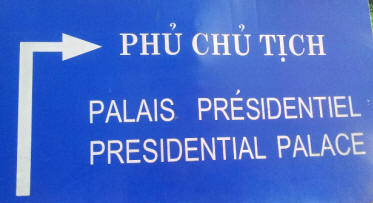 PHỦ CHỦ TỊCH
PALAIS PRÉSIDENTIEL
PRESIDENTIAL PALACE